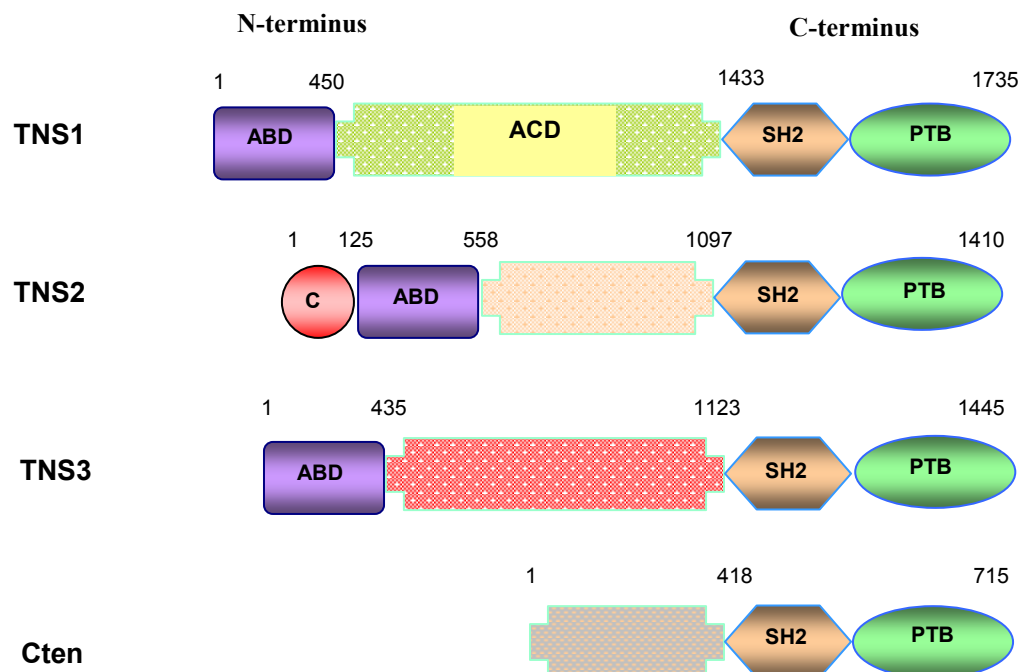 N-terminus C-terminus
1 450 1433 1735
TNS1 ABD ACD SH2 PTB
1 125 558 1097 1410
TNS2 C ABD SH2 PTB
1 435 1123 1445
TNS3 ABD SH2 PTB
1 418 715
Cten SH2 PTB